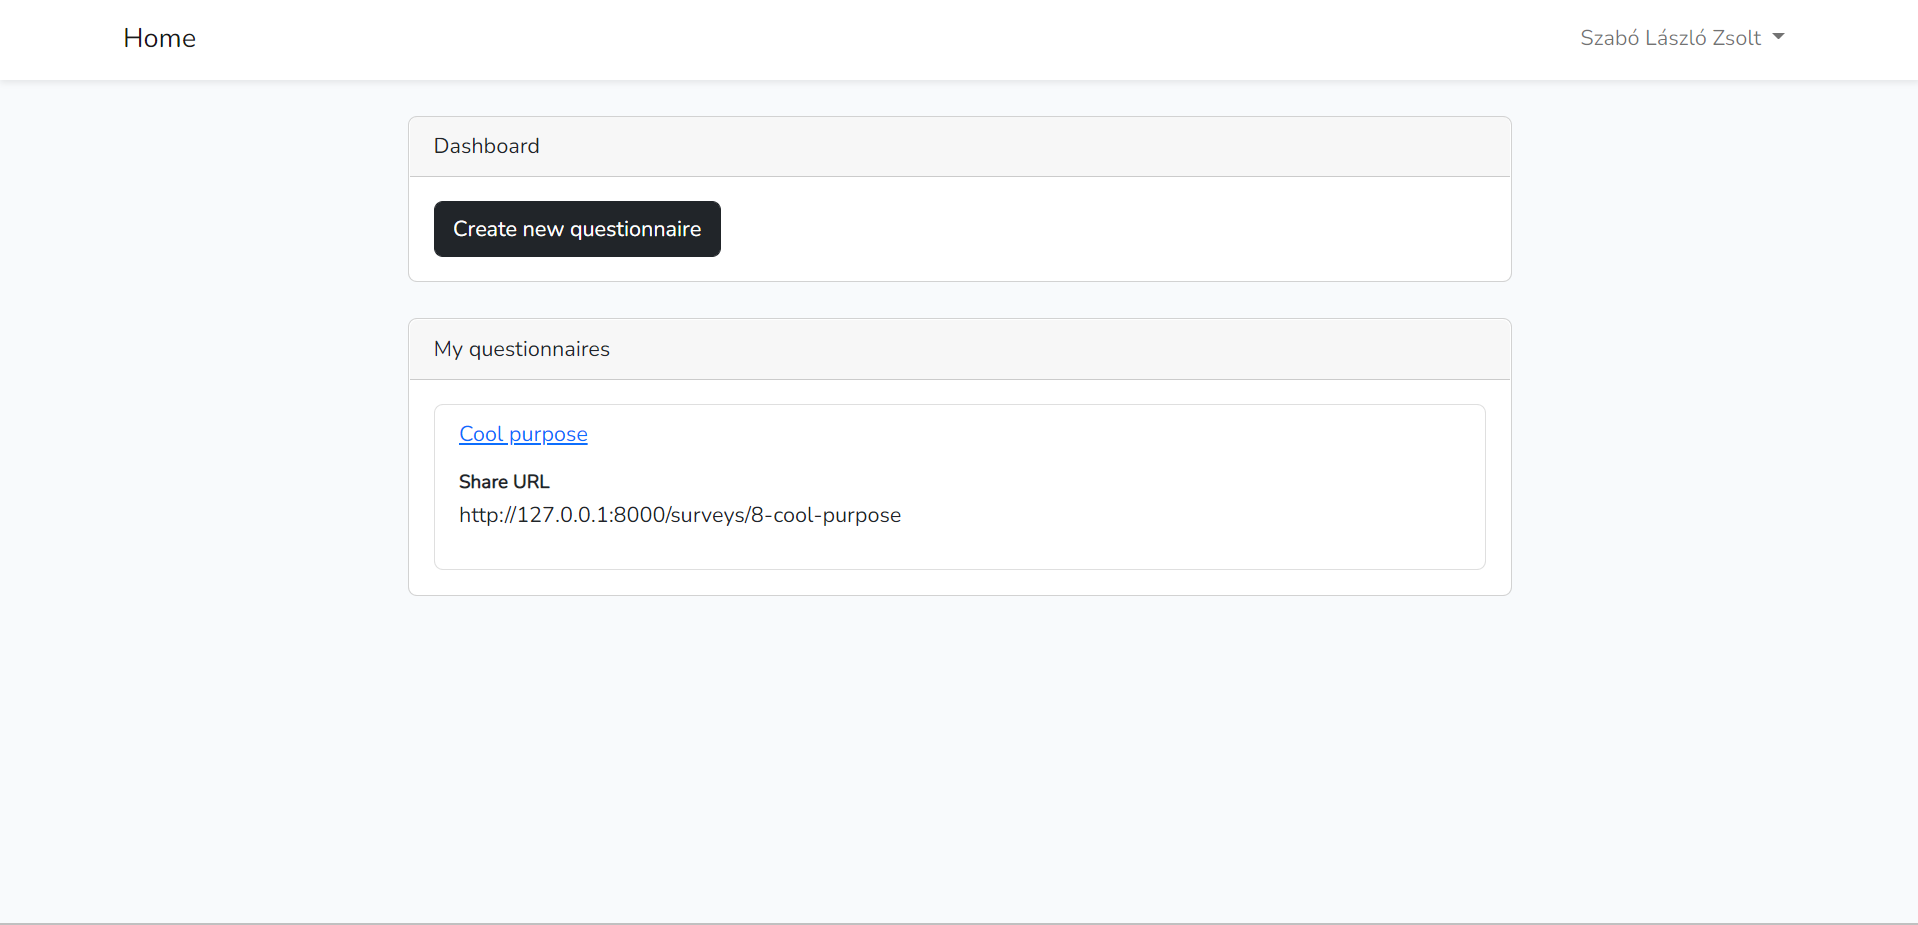 Home
Szabó László Zsolt
Dashboard
Create new questionnaire
My questionnaires
Cool purpose
Share URL
http://127.0.0.1:8000/surveys/8-cool-purpose